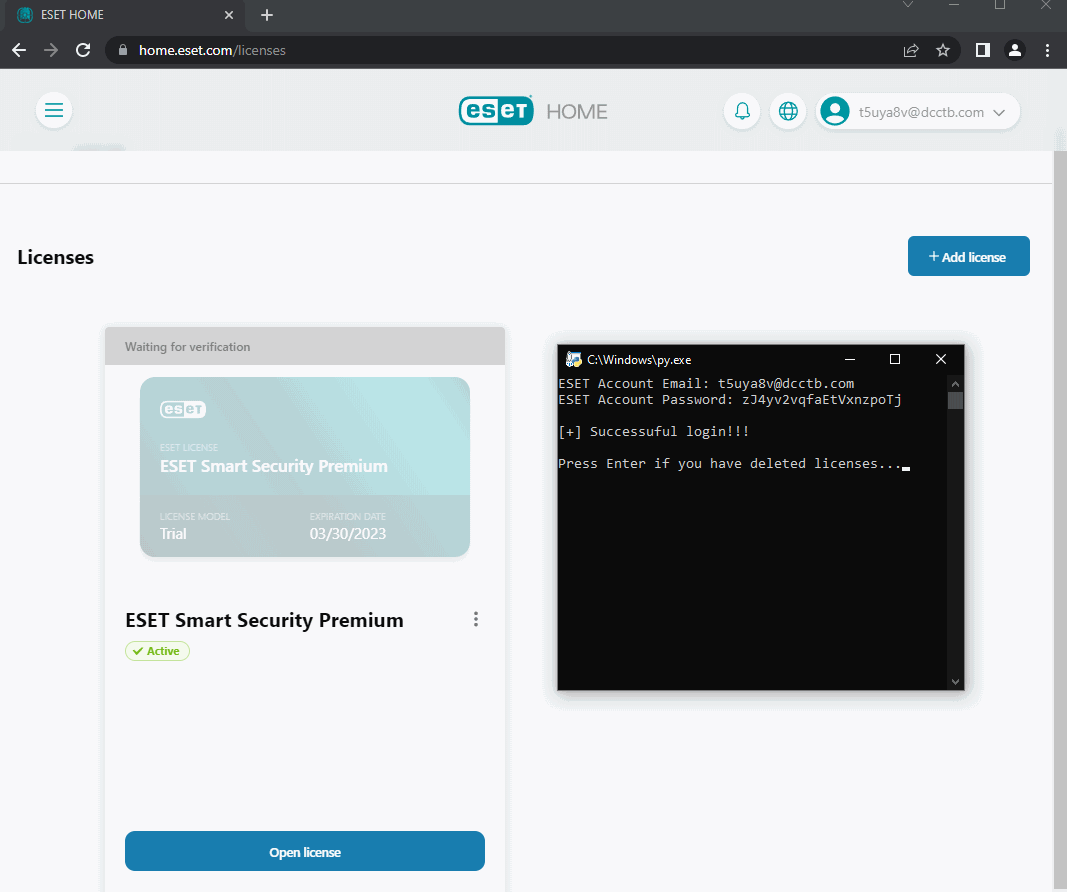 ESET HOME
home.eset.com/licenses
eset HOME
t5uya8v@dcctb.com
Licenses
+ Add license
Waiting for verification
eset
ESET LICENSE
ESET Smart Security Premium
LICENSE MODEL
EXPIRATION DATE
Trial
03/30/2023
ESET Smart Security Premium
Active
Open license
C:\Windows\py.exe
ESET Account Email: t5uya8v@dcctb.com
ESET Account Password: zJ4yv2vqfaEtVxnzpoTj
[+] Successuful login!!!
Press Enter if you have deleted licenses..._